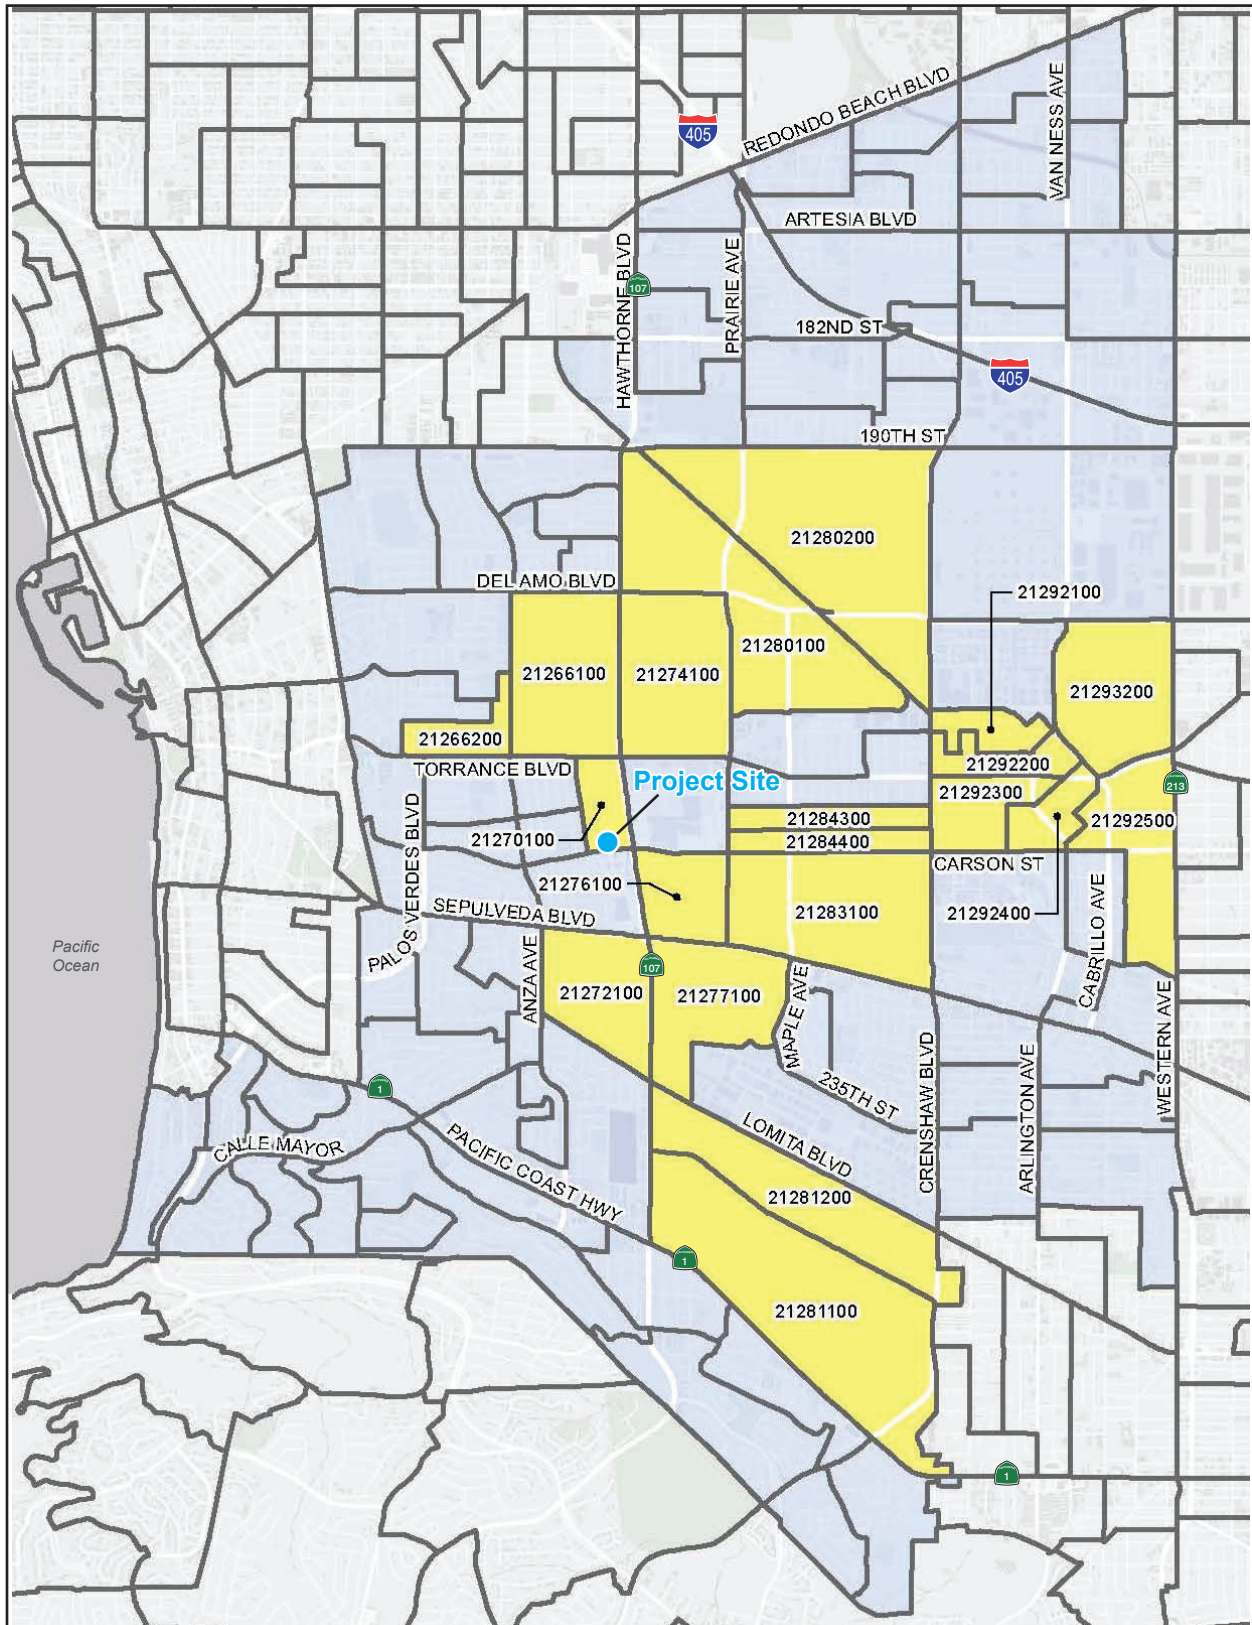 405
REDONDO BEACH BLVD
VAN NESS AVE
ARTESIA BLVD
HAWTHORNE BLVD
107
PRAIRIE AVE
182ND ST
405
190TH ST
21280200
DEL AMO BLVD
21292100
21280100
21266100
21274100
21293200
21266200
21292200
TORRANCE BLVD
Project Site
21292300
213
21284300
21292500
21270100
21284400
PALOS VERDES BLVD
CARSON ST
21276100
21283100
21292400
SEPULVEDA BLVD
CABRILLO AVE
Pacific
Ocean
ANZA AVE
107
21272100
21277100
MAPLE AVE
WESTERN AVE
CRENSHAW BLVD
ARLINGTON AVE
1
235TH ST
LOMITA BLVD
CALLE MAYOR
PACIFIC COAST HWY
21281200
1
21281100
1